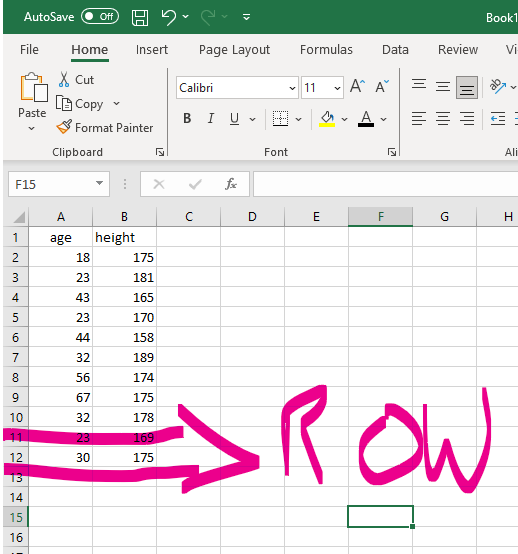 AutoSave Off Book1
File Home Insert Page Layout Formulas Data Review Vi
Cut
Copy
Paste Format Painter
Calibri 11 A A
B I U A
Clipboard Font Ali
F15 fx
A B C D E F G H
1 age height
2 18 175
3 23 181
4 43 165
5 23 170
6 44 158
7 32 189
8 56 174
9 67 175
10 32 178
11 23 169
12 30 175
13
14
15
16
ROW